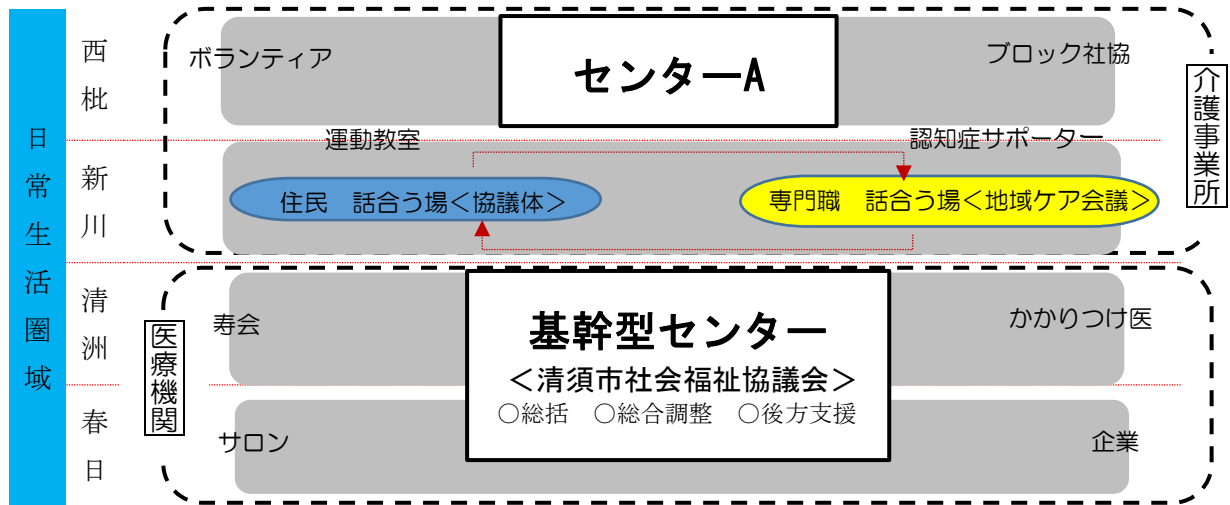 日常生活圏域
西枇
新川
清洲
春日
ボランティア
センターA
ブロック社協
介護事業所
運動教室
認知症サポーター
住民 話合う場<協議体>
専門職 話合う場<地域ケア会議>
寿会
基幹型センター
かかりつけ医
医療機関
<清須市社会福祉協議会>
○総括 ○総合調整 ○後方支援
サロン
企業